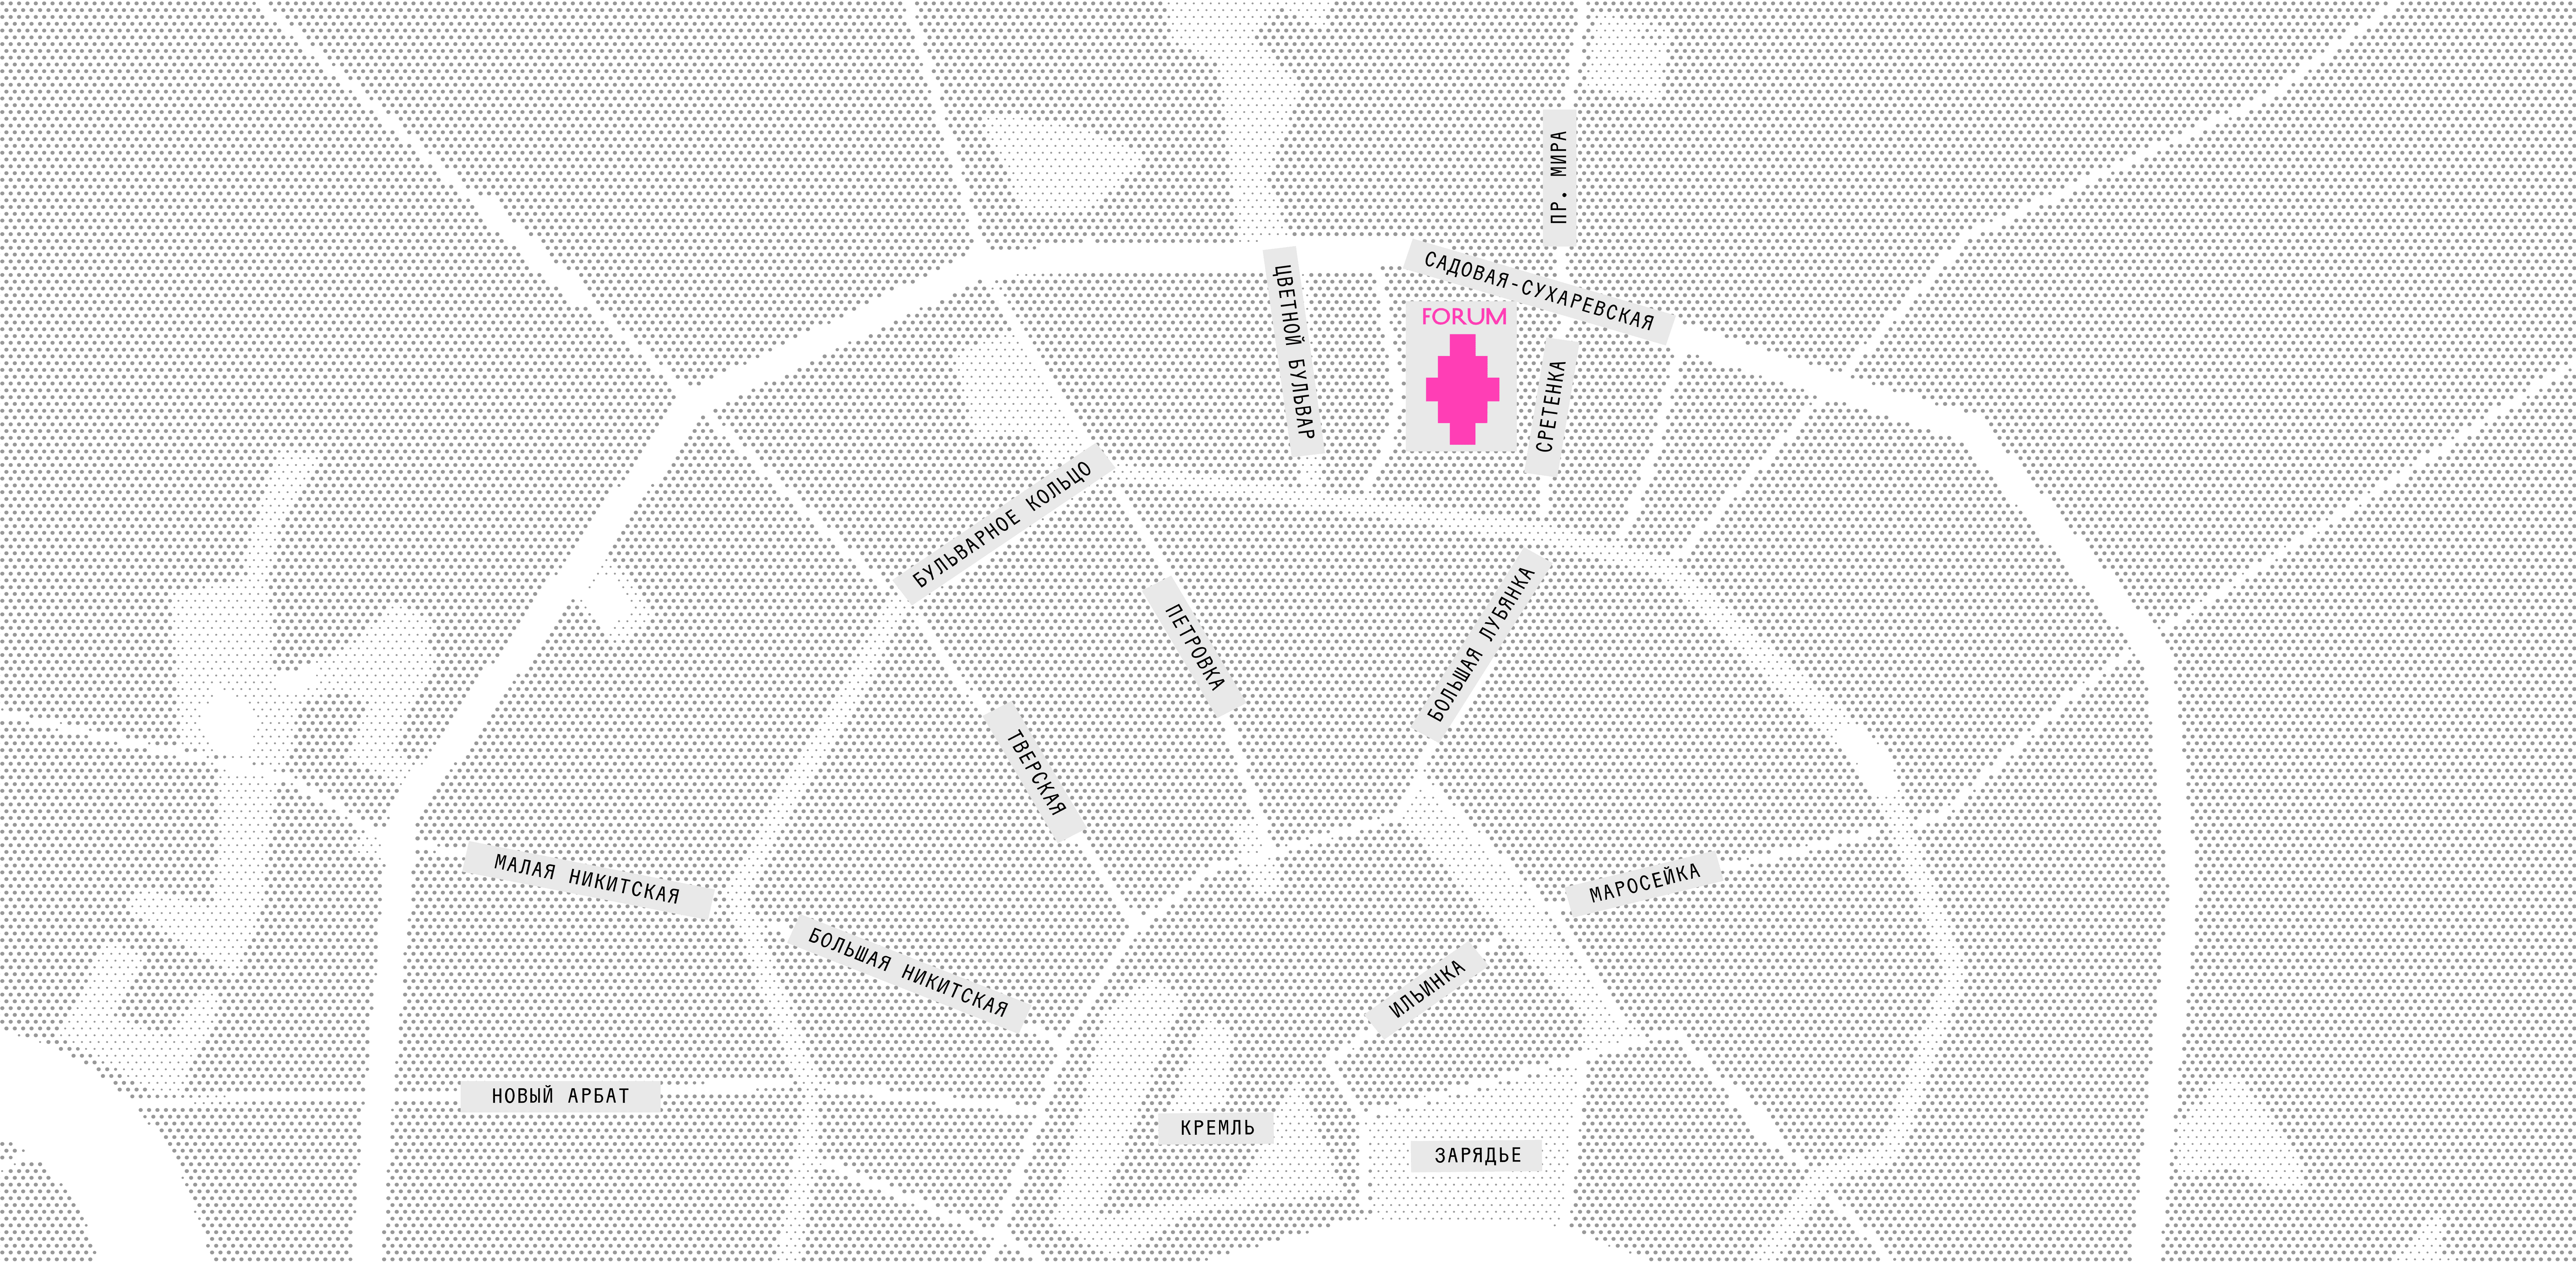 ПР. МИРА
САДОВАЯ-СУХАРЕВСКАЯ
ЦВЕТНОЙ БУЛЬВАР
FORUM
СРЕТЕНКА
БУЛЬВАРНОЕ КОЛЬЦО
ПЕТРОВКА
БОЛЬШАЯ ЛУБЯНКА
ТВЕРСКАЯ
МАЛАЯ НИКИТСКАЯ
МАРОСЕЙКА
БОЛЬШАЯ НИКИТСКАЯ
ИЛЬИНКА
НОВЫЙ АРБАТ
КРЕМЛЬ
ЗАРЯДЬЕ